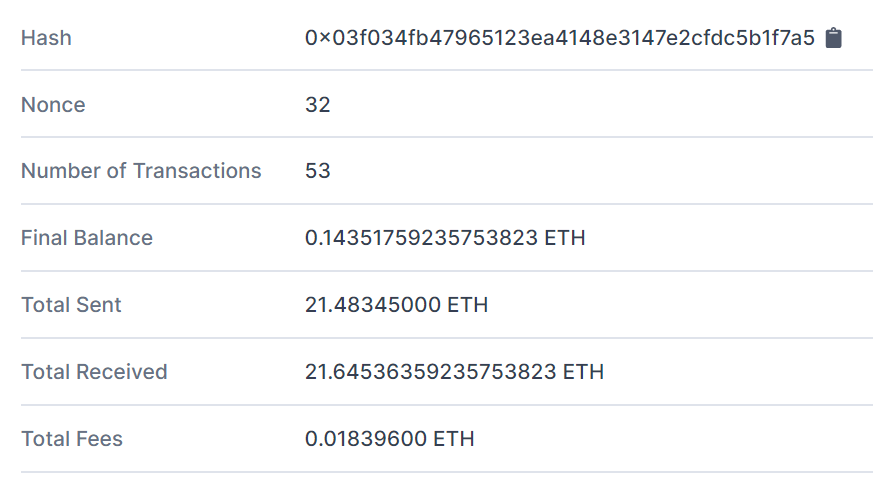 Hash 0x03f034fb47965123ea4148e3147e2cfdc5b1f7a5
Nonce 32
Number of Transactions 53
Final Balance 0.14351759235753823 ETH
Total Sent 21.48345000 ETH
Total Received 21.64536359235753823 ETH
Total Fees 0.01839600 ETH